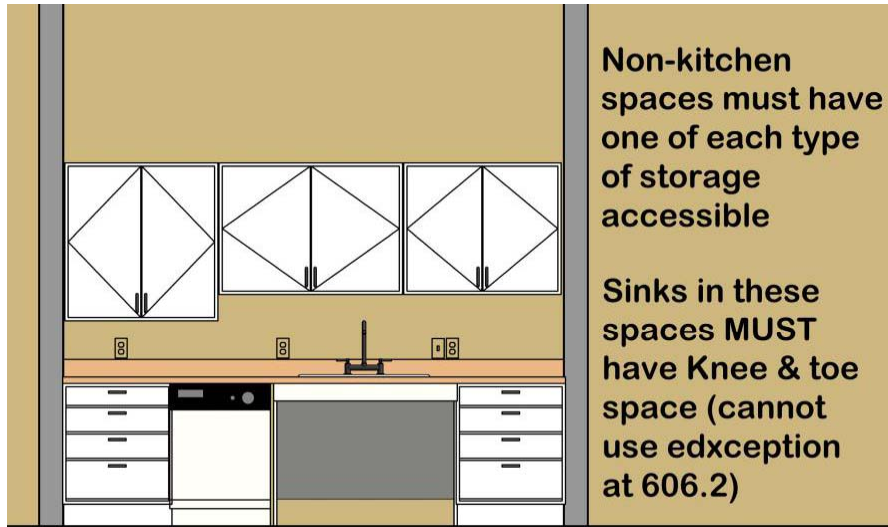 Non-kitchen
spaces must have
one of each type
of storage
accessible
Sinks in these
spaces MUST
have Knee & toe
space (cannot
use edxception
at 606.2)